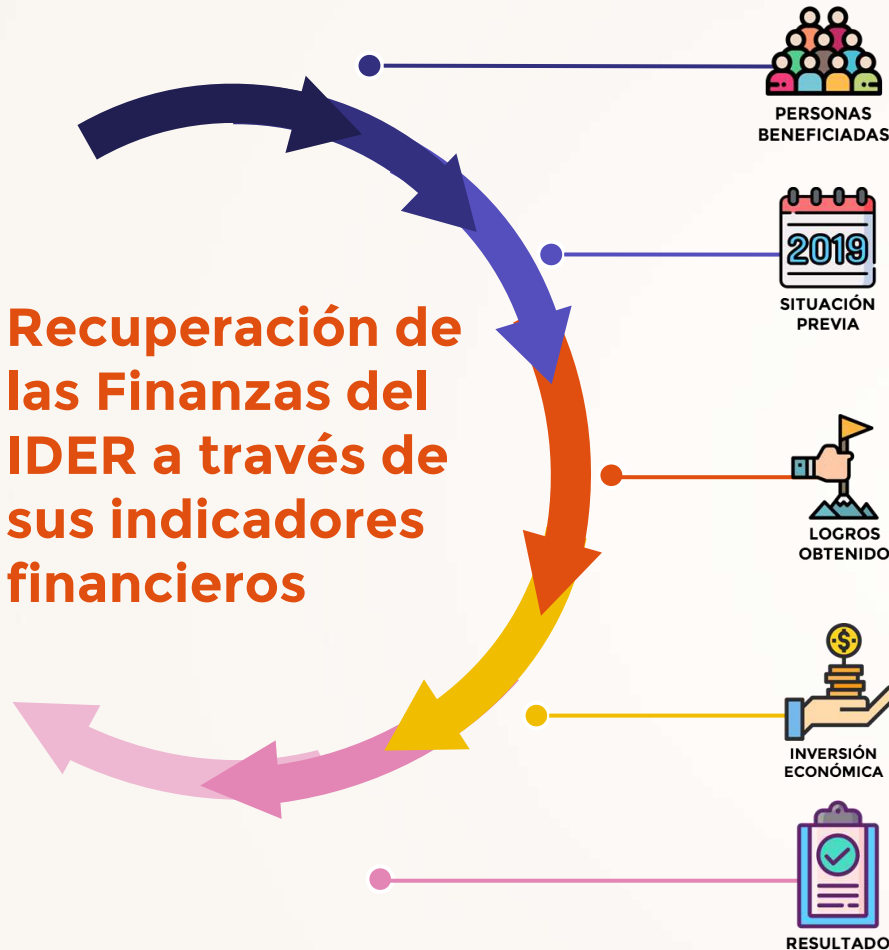 PERSONAS
BENEFICIADAS
2019
SITUACIÓN
PREVIA
Recuperación de
las Finanzas del
IDER a través de
sus indicadores
financieros
LOGROS
OBTENIDO
INVERSIÓN
ECONÓMICA
RESULTADO